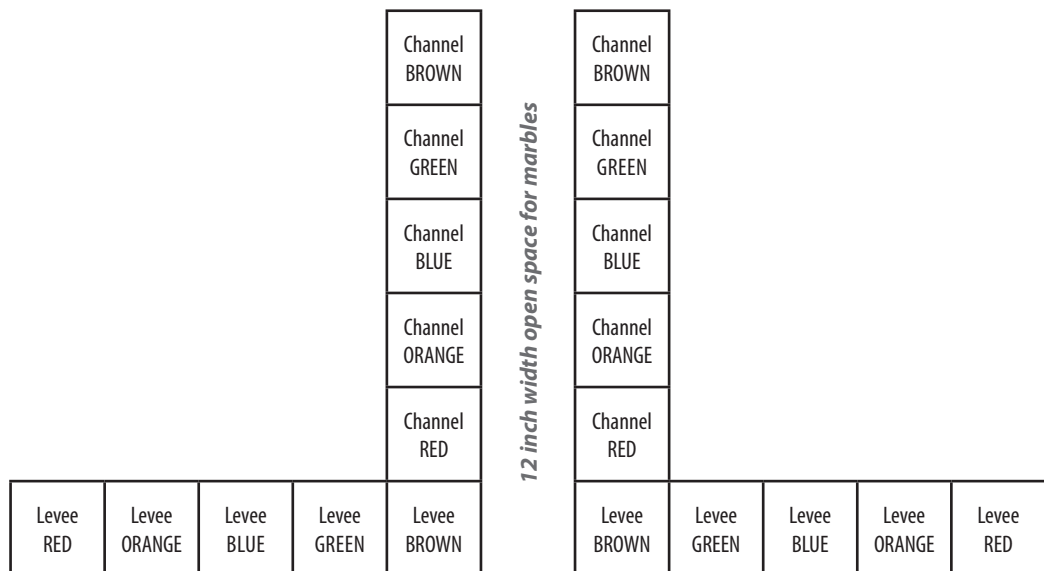 Channel
BROWN
Channel
BROWN
Channel
GREEN
Channel
GREEN
Channel
BLUE
Channel
BLUE
Channel
ORANGE
Channel
ORANGE
Channel
RED
Channel
RED
12 inch width open space for marbles
Levee
RED
Levee
ORANGE
Levee
BLUE
Levee
GREEN
Levee
BROWN
Levee
BROWN
Levee
GREEN
Levee
BLUE
Levee
ORANGE
Levee
RED